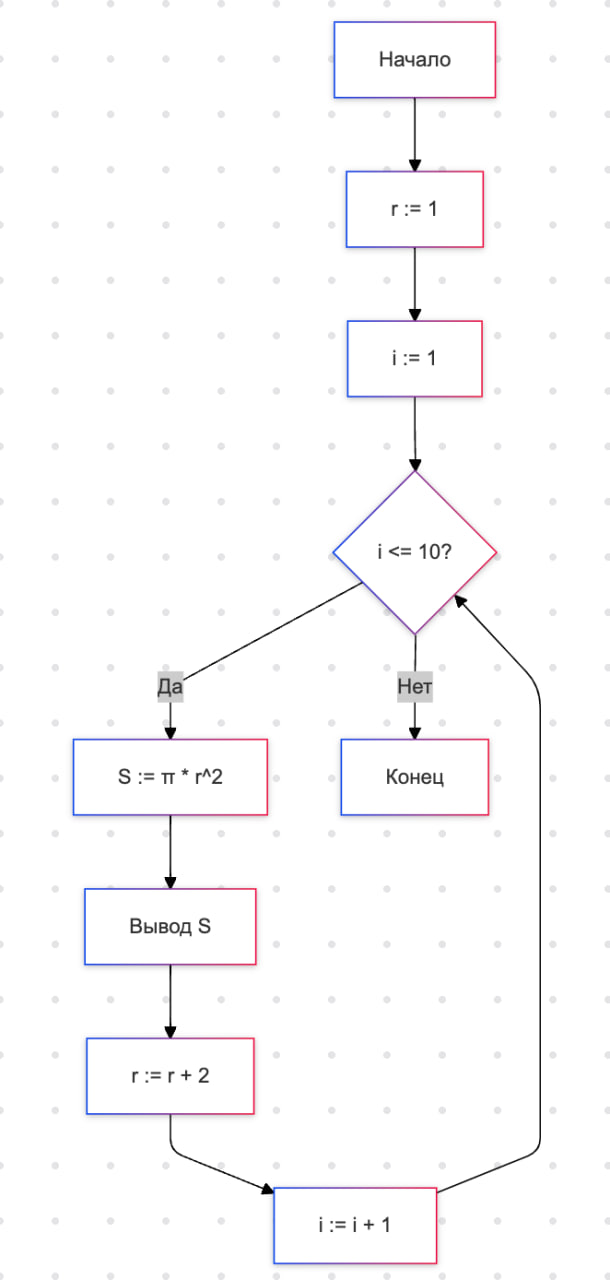 Начало
r := 1
i := 1
i <= 10?
Да
Нет
S := π * r^2
Конец
Вывод S
r := r + 2
i := i + 1